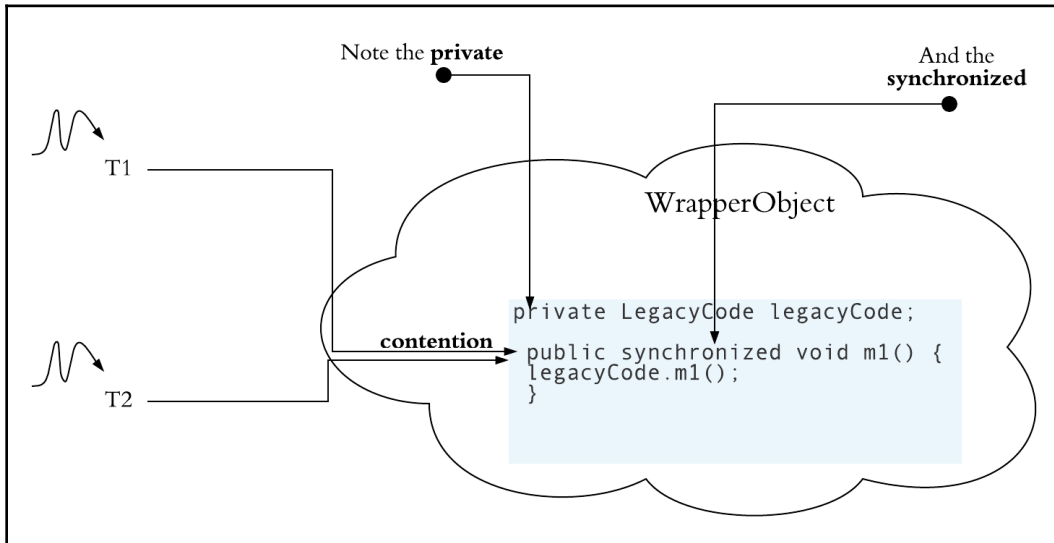 Note the private
And the
synchronized
T1
WrapperObject
private LegacyCode legacyCode;
contention
public synchronized void m1() {
legacyCode.m1();
}
T2